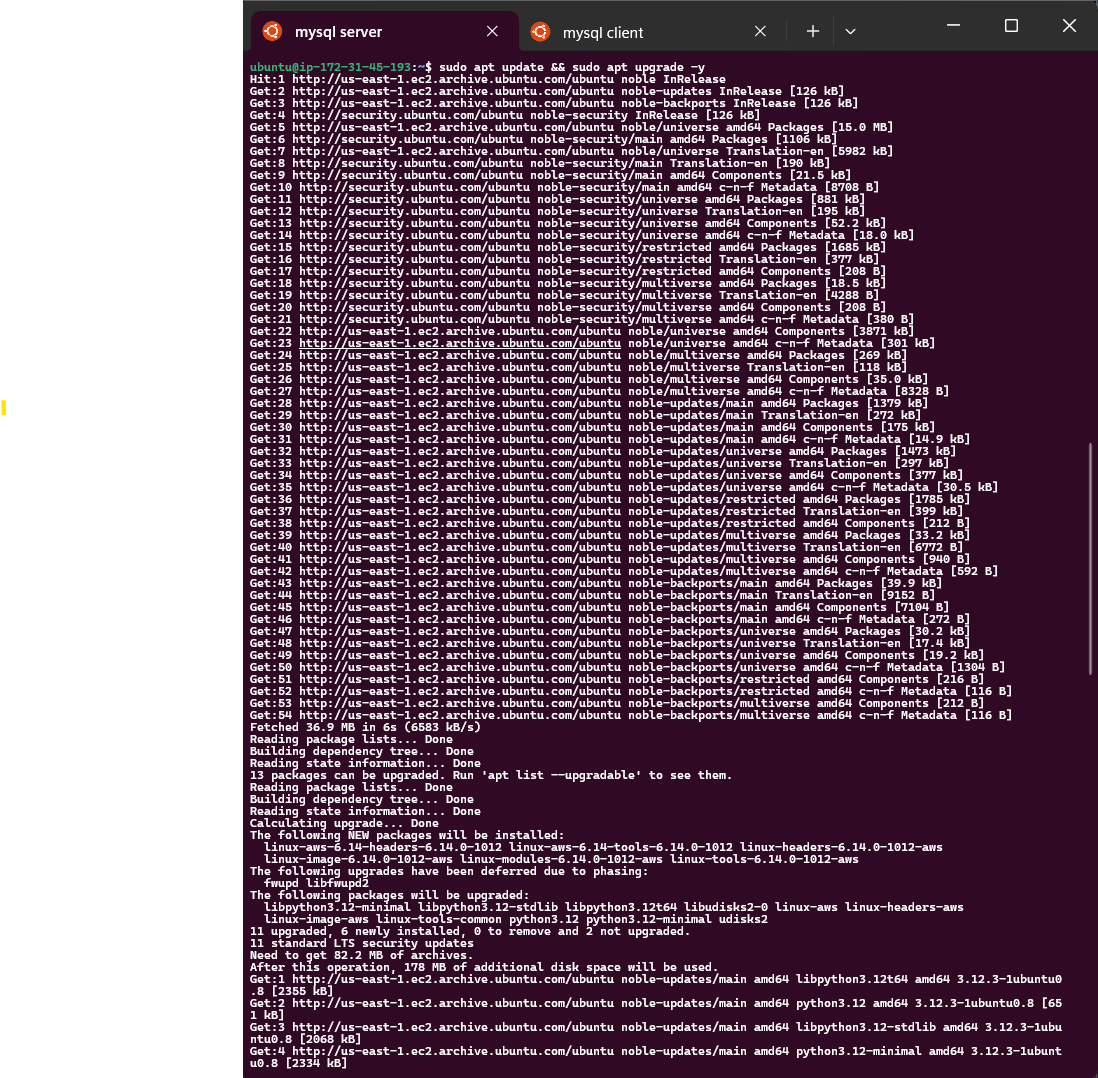 mysql server
mysql client
ubuntu@ip-172-31-45-193:~$ sudo apt update && sudo apt upgrade -y
Hit:1 http://us-east-1.ec2.archive.ubuntu.com/ubuntu noble InRelease
Get:2 http://us-east-1.ec2.archive.ubuntu.com/ubuntu noble-updates InRelease [126 kB]
Get:3 http://us-east-1.ec2.archive.ubuntu.com/ubuntu noble-backports InRelease [126 kB]
Get:4 http://security.ubuntu.com/ubuntu noble-security InRelease [126 kB]
Get:5 http://us-east-1.ec2.archive.ubuntu.com/ubuntu noble/universe amd64 Packages [15.0 MB]
Get:6 http://security.ubuntu.com/ubuntu noble-security/main amd64 Packages [1106 kB]
Get:7 http://us-east-1.ec2.archive.ubuntu.com/ubuntu noble/universe Translation-en [5982 kB]
Get:8 http://security.ubuntu.com/ubuntu noble-security/main Translation-en [190 kB]
Get:9 http://security.ubuntu.com/ubuntu noble-security/main amd64 Components [21.5 kB]
Get:10 http://security.ubuntu.com/ubuntu noble-security/main amd64 c-n-f Metadata [8708 B]
Get:11 http://security.ubuntu.com/ubuntu noble-security/universe amd64 Packages [881 kB]
Get:12 http://security.ubuntu.com/ubuntu noble-security/universe Translation-en [195 kB]
Get:13 http://security.ubuntu.com/ubuntu noble-security/universe amd64 Components [52.2 kB]
Get:14 http://security.ubuntu.com/ubuntu noble-security/universe amd64 c-n-f Metadata [18.0 kB]
Get:15 http://security.ubuntu.com/ubuntu noble-security/restricted amd64 Packages [1685 kB]
Get:16 http://security.ubuntu.com/ubuntu noble-security/restricted Translation-en [377 kB]
Get:17 http://security.ubuntu.com/ubuntu noble-security/restricted amd64 Components [208 B]
Get:18 http://security.ubuntu.com/ubuntu noble-security/multiverse amd64 Packages [18.5 kB]
Get:19 http://security.ubuntu.com/ubuntu noble-security/multiverse Translation-en [4288 B]
Get:20 http://security.ubuntu.com/ubuntu noble-security/multiverse amd64 Components [208 B]
Get:21 http://security.ubuntu.com/ubuntu noble-security/multiverse amd64 c-n-f Metadata [380 B]
Get:22 http://us-east-1.ec2.archive.ubuntu.com/ubuntu noble/universe amd64 Components [3871 kB]
Get:23 http://us-east-1.ec2.archive.ubuntu.com/ubuntu noble/universe amd64 c-n-f Metadata [301 kB]
Get:24 http://us-east-1.ec2.archive.ubuntu.com/ubuntu noble/multiverse amd64 Packages [269 kB]
Get:25 http://us-east-1.ec2.archive.ubuntu.com/ubuntu noble/multiverse Translation-en [118 kB]
Get:26 http://us-east-1.ec2.archive.ubuntu.com/ubuntu noble/multiverse amd64 Components [35.0 kB]
Get:27 http://us-east-1.ec2.archive.ubuntu.com/ubuntu noble/multiverse amd64 c-n-f Metadata [8328 B]
Get:28 http://us-east-1.ec2.archive.ubuntu.com/ubuntu noble-updates/main amd64 Packages [1379 kB]
Get:29 http://us-east-1.ec2.archive.ubuntu.com/ubuntu noble-updates/main Translation-en [272 kB]
Get:30 http://us-east-1.ec2.archive.ubuntu.com/ubuntu noble-updates/main amd64 Components [175 kB]
Get:31 http://us-east-1.ec2.archive.ubuntu.com/ubuntu noble-updates/main amd64 c-n-f Metadata [14.9 kB]
Get:32 http://us-east-1.ec2.archive.ubuntu.com/ubuntu noble-updates/universe amd64 Packages [1473 kB]
Get:33 http://us-east-1.ec2.archive.ubuntu.com/ubuntu noble-updates/universe Translation-en [297 kB]
Get:34 http://us-east-1.ec2.archive.ubuntu.com/ubuntu noble-updates/universe amd64 Components [377 kB]
Get:35 http://us-east-1.ec2.archive.ubuntu.com/ubuntu noble-updates/universe amd64 c-n-f Metadata [30.5 kB]
Get:36 http://us-east-1.ec2.archive.ubuntu.com/ubuntu noble-updates/restricted amd64 Packages [1785 kB]
Get:37 http://us-east-1.ec2.archive.ubuntu.com/ubuntu noble-updates/restricted Translation-en [399 kB]
Get:38 http://us-east-1.ec2.archive.ubuntu.com/ubuntu noble-updates/restricted amd64 Components [212 B]
Get:39 http://us-east-1.ec2.archive.ubuntu.com/ubuntu noble-updates/multiverse amd64 Packages [33.2 kB]
Get:40 http://us-east-1.ec2.archive.ubuntu.com/ubuntu noble-updates/multiverse Translation-en [6772 B]
Get:41 http://us-east-1.ec2.archive.ubuntu.com/ubuntu noble-updates/multiverse amd64 Components [940 B]
Get:42 http://us-east-1.ec2.archive.ubuntu.com/ubuntu noble-updates/multiverse amd64 c-n-f Metadata [592 B]
Get:43 http://us-east-1.ec2.archive.ubuntu.com/ubuntu noble-backports/main amd64 Packages [39.9 kB]
Get:44 http://us-east-1.ec2.archive.ubuntu.com/ubuntu noble-backports/main Translation-en [9152 B]
Get:45 http://us-east-1.ec2.archive.ubuntu.com/ubuntu noble-backports/main amd64 Components [7104 B]
Get:46 http://us-east-1.ec2.archive.ubuntu.com/ubuntu noble-backports/main amd64 c-n-f Metadata [272 B]
Get:47 http://us-east-1.ec2.archive.ubuntu.com/ubuntu noble-backports/universe amd64 Packages [30.2 kB]
Get:48 http://us-east-1.ec2.archive.ubuntu.com/ubuntu noble-backports/universe Translation-en [17.4 kB]
Get:49 http://us-east-1.ec2.archive.ubuntu.com/ubuntu noble-backports/universe amd64 Components [19.2 kB]
Get:50 http://us-east-1.ec2.archive.ubuntu.com/ubuntu noble-backports/universe amd64 c-n-f Metadata [1304 B]
Get:51 http://us-east-1.ec2.archive.ubuntu.com/ubuntu noble-backports/restricted amd64 Components [216 B]
Get:52 http://us-east-1.ec2.archive.ubuntu.com/ubuntu noble-backports/restricted amd64 c-n-f Metadata [116 B]
Get:53 http://us-east-1.ec2.archive.ubuntu.com/ubuntu noble-backports/multiverse amd64 Components [212 B]
Get:54 http://us-east-1.ec2.archive.ubuntu.com/ubuntu noble-backports/multiverse amd64 c-n-f Metadata [116 B]
Fetched 36.9 MB in 6s (6583 kB/s)
Reading package lists... Done
Building dependency tree... Done
Reading state information... Done
13 packages can be upgraded. Run 'apt list --upgradable' to see them.
Reading package lists... Done
Building dependency tree... Done
Reading state information... Done
Calculating upgrade... Done
The following NEW packages will be installed:
linux-aws-6.14-headers-6.14.0-1012 linux-aws-6.14-tools-6.14.0-1012 linux-headers-6.14.0-1012-aws
linux-image-6.14.0-1012-aws linux-modules-6.14.0-1012-aws linux-tools-6.14.0-1012-aws
The following upgrades have been deferred due to phasing:
fwupd libfwupd2
The following packages will be upgraded:
libpython3.12-minimal libpython3.12-stdlib libpython3.12t64 libudisks2-0 linux-aws linux-headers-aws
linux-image-aws linux-tools-common python3.12 python3.12-minimal udisks2
11 upgraded, 6 newly installed, 0 to remove and 2 not upgraded.
11 standard LTS security updates
Need to get 82.2 MB of archives.
After this operation, 178 MB of additional disk space will be used.
Get:1 http://us-east-1.ec2.archive.ubuntu.com/ubuntu noble-updates/main amd64 libpython3.12t64 amd64 3.12.3-1ubuntu0
.8 [2355 kB]
Get:2 http://us-east-1.ec2.archive.ubuntu.com/ubuntu noble-updates/main amd64 python3.12 amd64 3.12.3-1ubuntu0.8 [65
1 kB]
Get:3 http://us-east-1.ec2.archive.ubuntu.com/ubuntu noble-updates/main amd64 libpython3.12-stdlib amd64 3.12.3-1ubu
ntu0.8 [2068 kB]
Get:4 http://us-east-1.ec2.archive.ubuntu.com/ubuntu noble-updates/main amd64 python3.12-minimal amd64 3.12.3-1ubunt
u0.8 [2334 kB]